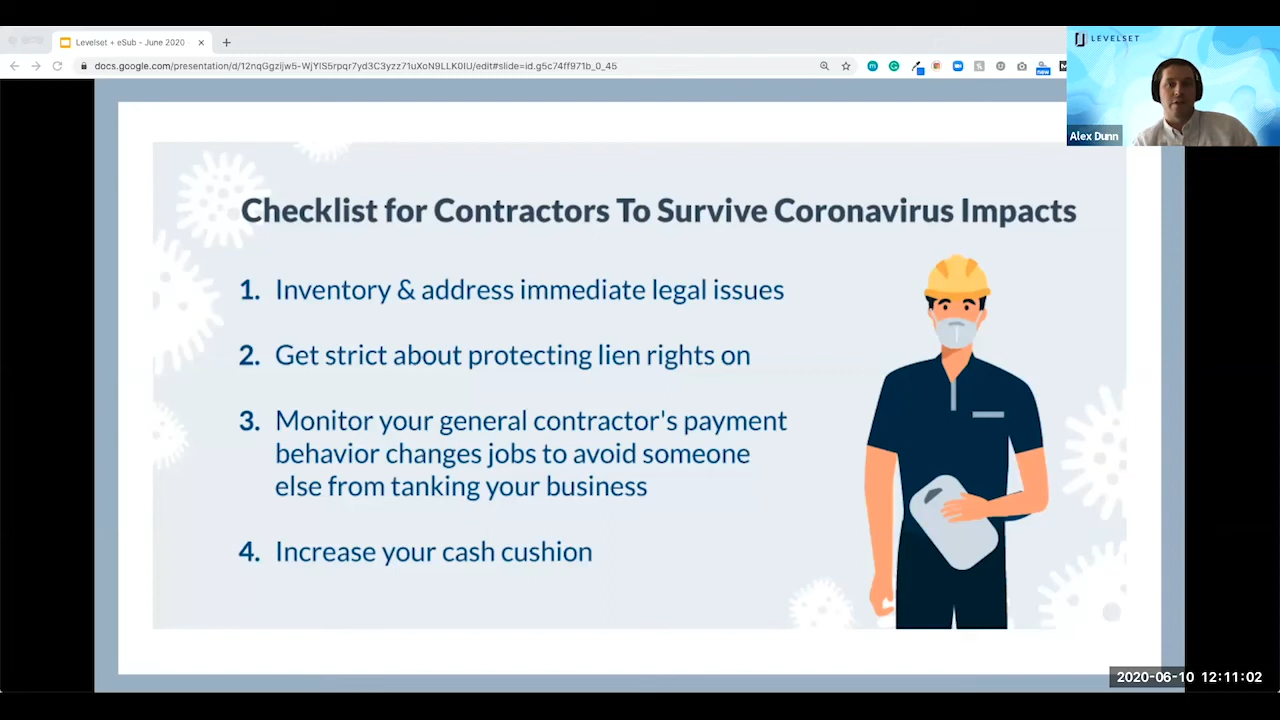 Levelset + eSub - June 2020
docs.google.com/presentation/d/12nqGgzijw5-WjYIS5rpqr7yd3C3yzz71uXoN9LLK0IU/edit#slide=id.g5c74ff971b_0_45
new
LEVELSET
Alex Dunn
Checklist for Contractors To Survive Coronavirus Impacts
1. Inventory & address immediate legal issues
2. Get strict about protecting lien rights on
3. Monitor your general contractor's payment
behavior changes jobs to avoid someone
else from tanking your business
4. Increase your cash cushion
2020-06-10 12:11:02